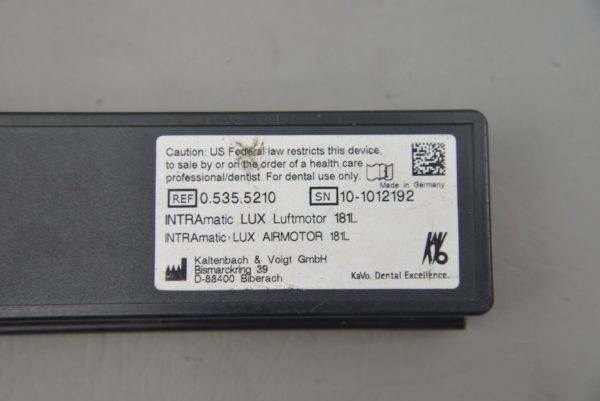 Caution: US Federal law restricts this device
to sale by or on the order of a health care
professional/dentist. For dental use only.
Made in Germany
REF 0.535.5210 SN 10-1012192
INTRAmatic LUX Luftmotor 181L
INTRAmatic LUX AIRMOTOR 181L
Kaltenbach & Voigt GmbH
Bismarckring 39
D-88400 Biberach
KaVo
KaVo. Dental Excellence.